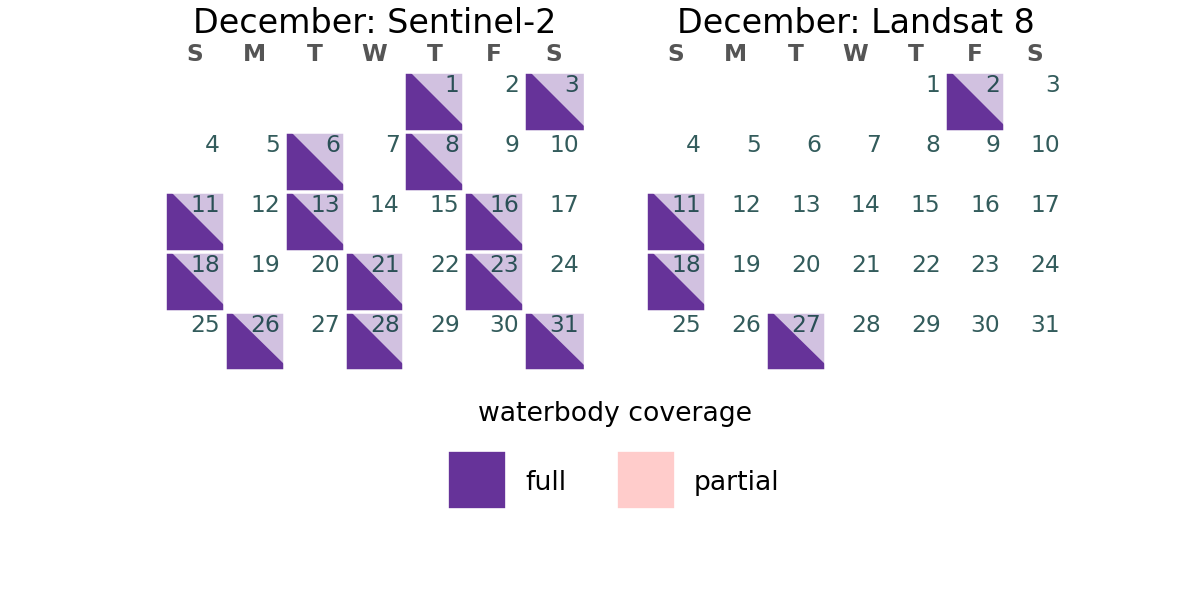 December: Sentinel-2
S M T W T F S
1 2 3
4 5 6 7 8 9 10
11 12 13 14 15 16 17
18 19 20 21 22 23 24
25 26 27 28 29 30 31
December: Landsat 8
S M T W T F S
1 2 3
4 5 6 7 8 9 10
11 12 13 14 15 16 17
18 19 20 21 22 23 24
25 26 27 28 29 30 31
waterbody coverage
full partial